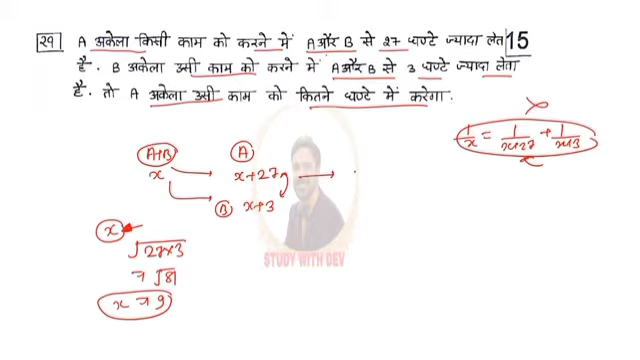 29 A अकेला किसी काम को करने में A और B से 27 घण्टे ज्यादा लेत 15
है. B अकेला उसी काम को करने में A और B से 3 घण्टे ज्यादा लेता
है. तो A अकेला उसी काम को कितने घण्टे में करेगा.
1/x = 1/x+27 + 1/x+3
A+B A
x x+27
B x+3
x
√27×3
→ √81
x → 9
STUDY WITH DEV